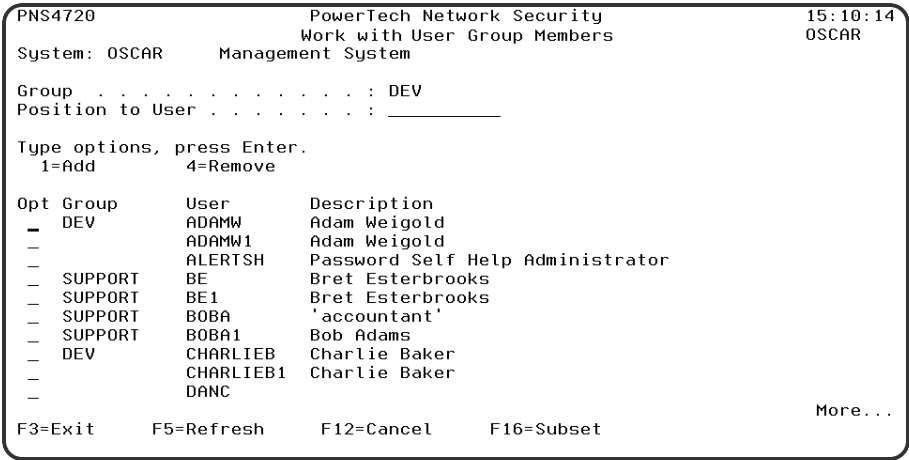 PNS4720 PowerTech Network Security 15:10:14
Work with User Group Members OSCAR
System: OSCAR Management System
Group . . . . . . . . . . . . : DEV
Position to User . . . . . . . : __________
Type options, press Enter.
1=Add 4=Remove
Opt Group User Description
_ DEV ADAMW Adam Weigold
_ ADAMW1 Adam Weigold
_ ALERTSH Password Self Help Administrator
_ SUPPORT BE Bret Esterbrooks
_ SUPPORT BE1 Bret Esterbrooks
_ SUPPORT BOBA 'accountant'
_ SUPPORT BOBA1 Bob Adams
_ DEV CHARLIEB Charlie Baker
_ CHARLIEB1 Charlie Baker
_ DANC
More...
F3=Exit F5=Refresh F12=Cancel F16=Subset